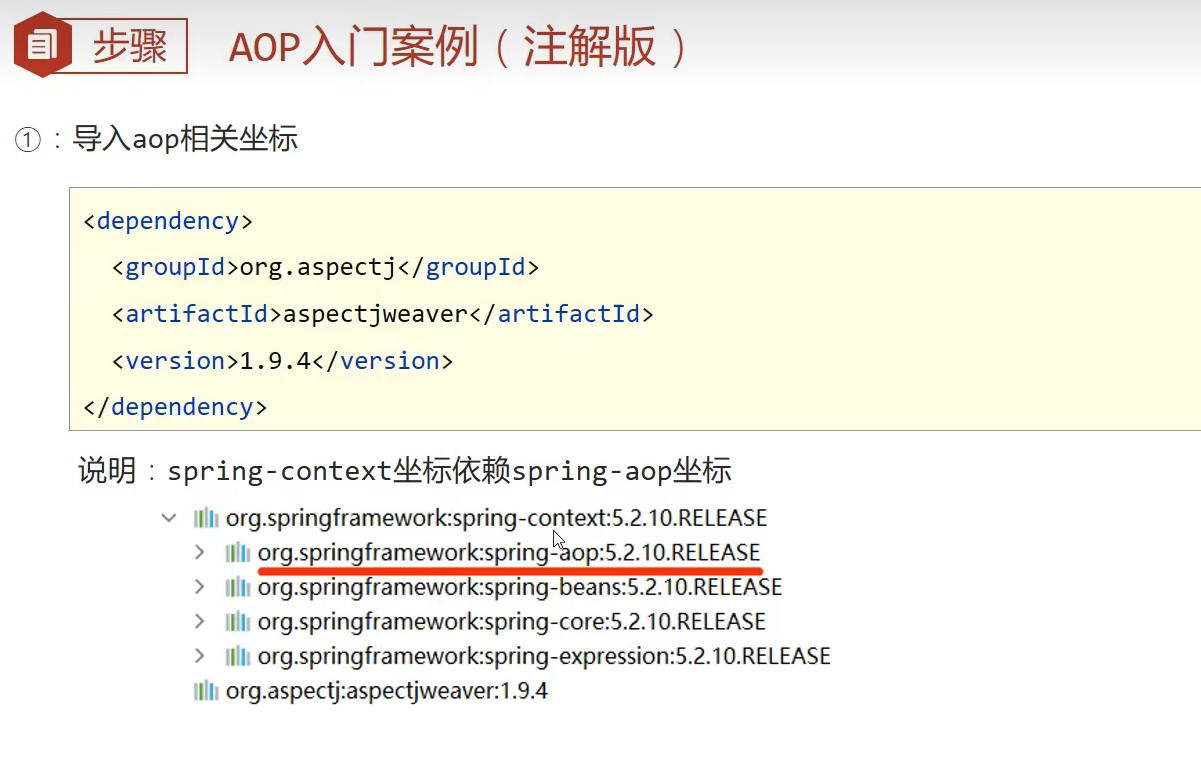 步骤
AOP入门案例（注解版）
①：导入aop相关坐标
<dependency>
<groupId>org.aspectj</groupId>
<artifactId>aspectjweaver</artifactId>
<version>1.9.4</version>
</dependency>
说明：spring-context坐标依赖spring-aop坐标
org.springframework:spring-context:5.2.10.RELEASE
org.springframework:spring-aop:5.2.10.RELEASE
org.springframework:spring-beans:5.2.10.RELEASE
org.springframework:spring-core:5.2.10.RELEASE
org.springframework:spring-expression:5.2.10.RELEASE
org.aspectj:aspectjweaver:1.9.4